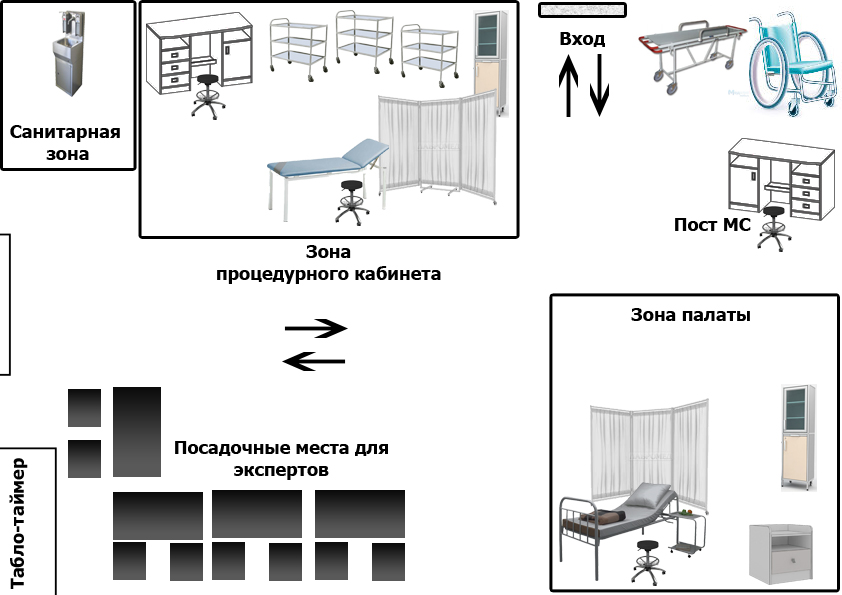 Вход
Санитарная
зона
Пост МС
Зона
процедурного кабинета
Зона палаты
Посадочные места для
экспертов
Табло-таймер